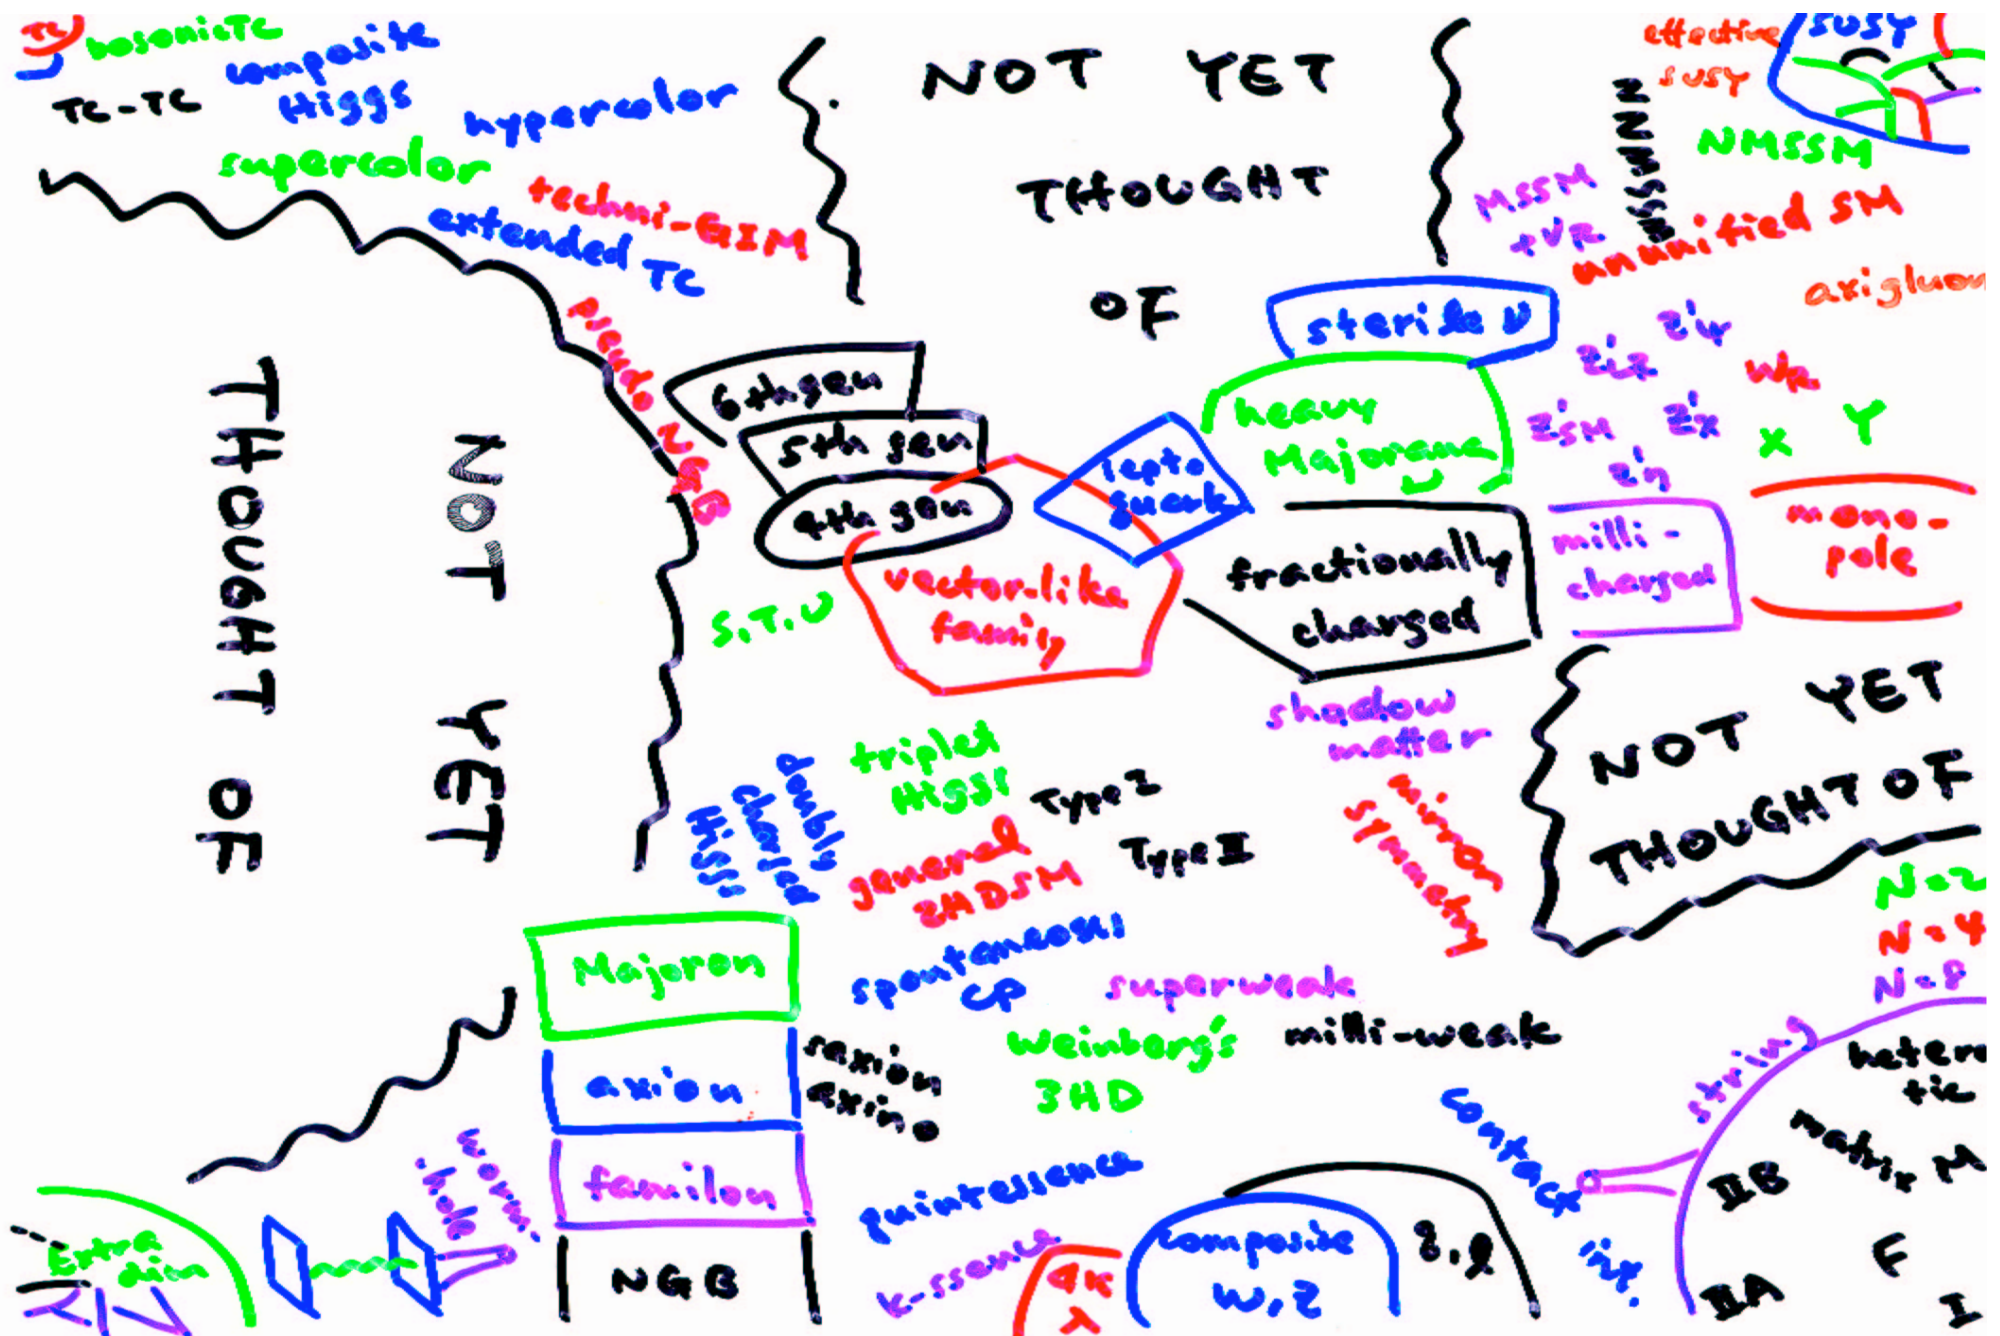 TC
bosonic TC
composite
Higgs
TC-TC
hypercolor
supercolor
techni-GIM
extended TC
pseudo NGB
NOT YET
THOUGHT
OF
NOT YET
THOUGHT OF
effective
SUSY
SUSY
NNMSSM
NMSSM
MSSM
+νR
ununified SM
axigluon
sterile ν
heavy
Majorana
ν
Z'ψ
Z'χ
WR
Z'SM
Z'η
X Y
6th gen
5th gen
4th gen
lepto
quark
vector-like
family
S.T.U
fractionally
charged
milli-
charged
mono-
pole
shadow
matter
mirror
symmetry
NOT YET
THOUGHT OF
doubly
charged
Higgs
triplet
Higgs
Type I
Type II
general
2HDSM
spontaneous
CP
superweak
milli-weak
Weinberg's
3HD
Majoron
axion
saxion
axino
familon
NGB
worm
hole
Extra
dim
quintessence
k-ssence
composite
W,Z
q,l
contact
int.
string
N=2
N=4
N=8
hetero
tic
matrix M
IIB
F
IIA
I